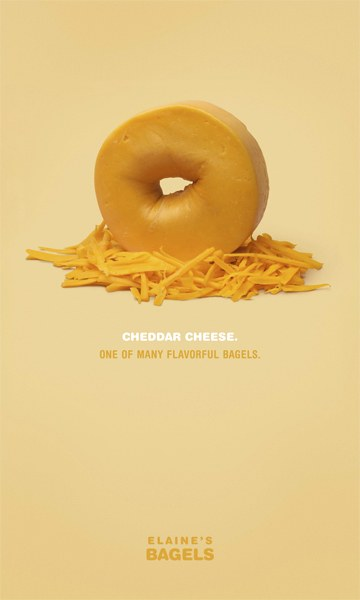 CHEDDAR CHEESE.
ONE OF MANY FLAVORFUL BAGELS.
ELAINE'S
BAGELS